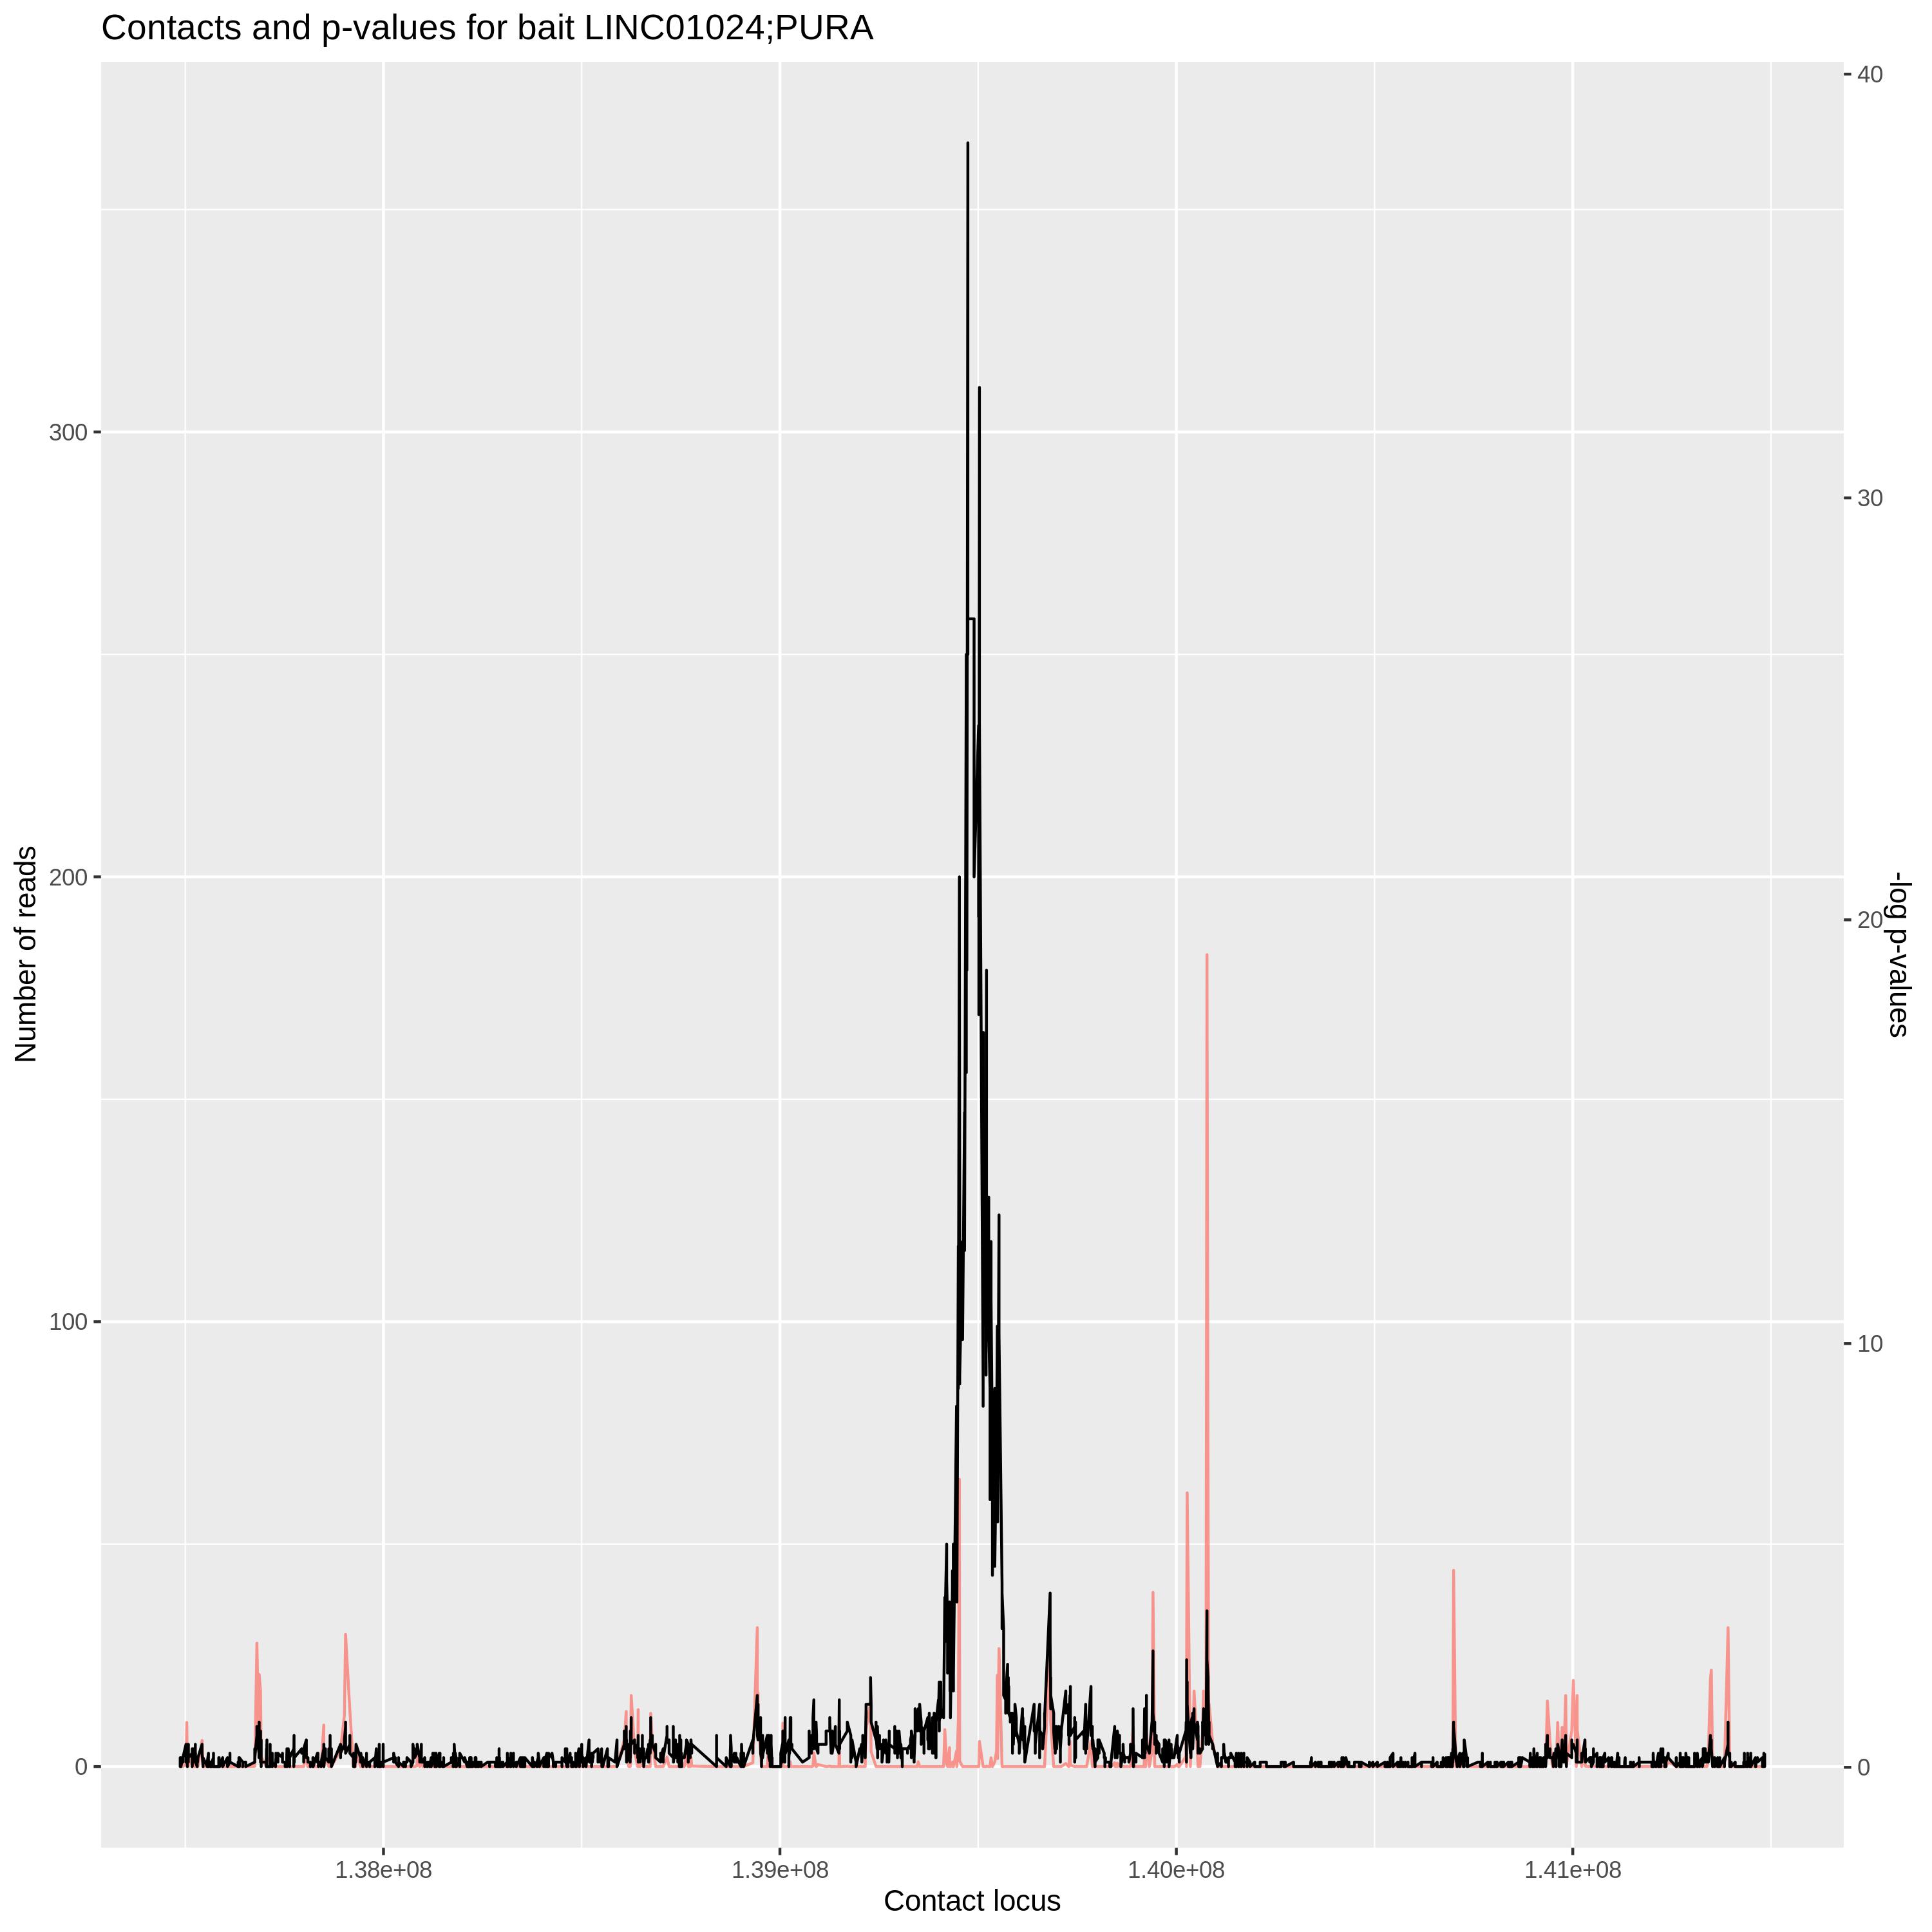 Contacts and p-values for bait LINC01024;PURA
40
300
30
200
20
Number of reads
-log p-values
100
10
0
0
1.38e+08
1.39e+08
1.40e+08
1.41e+08
Contact locus